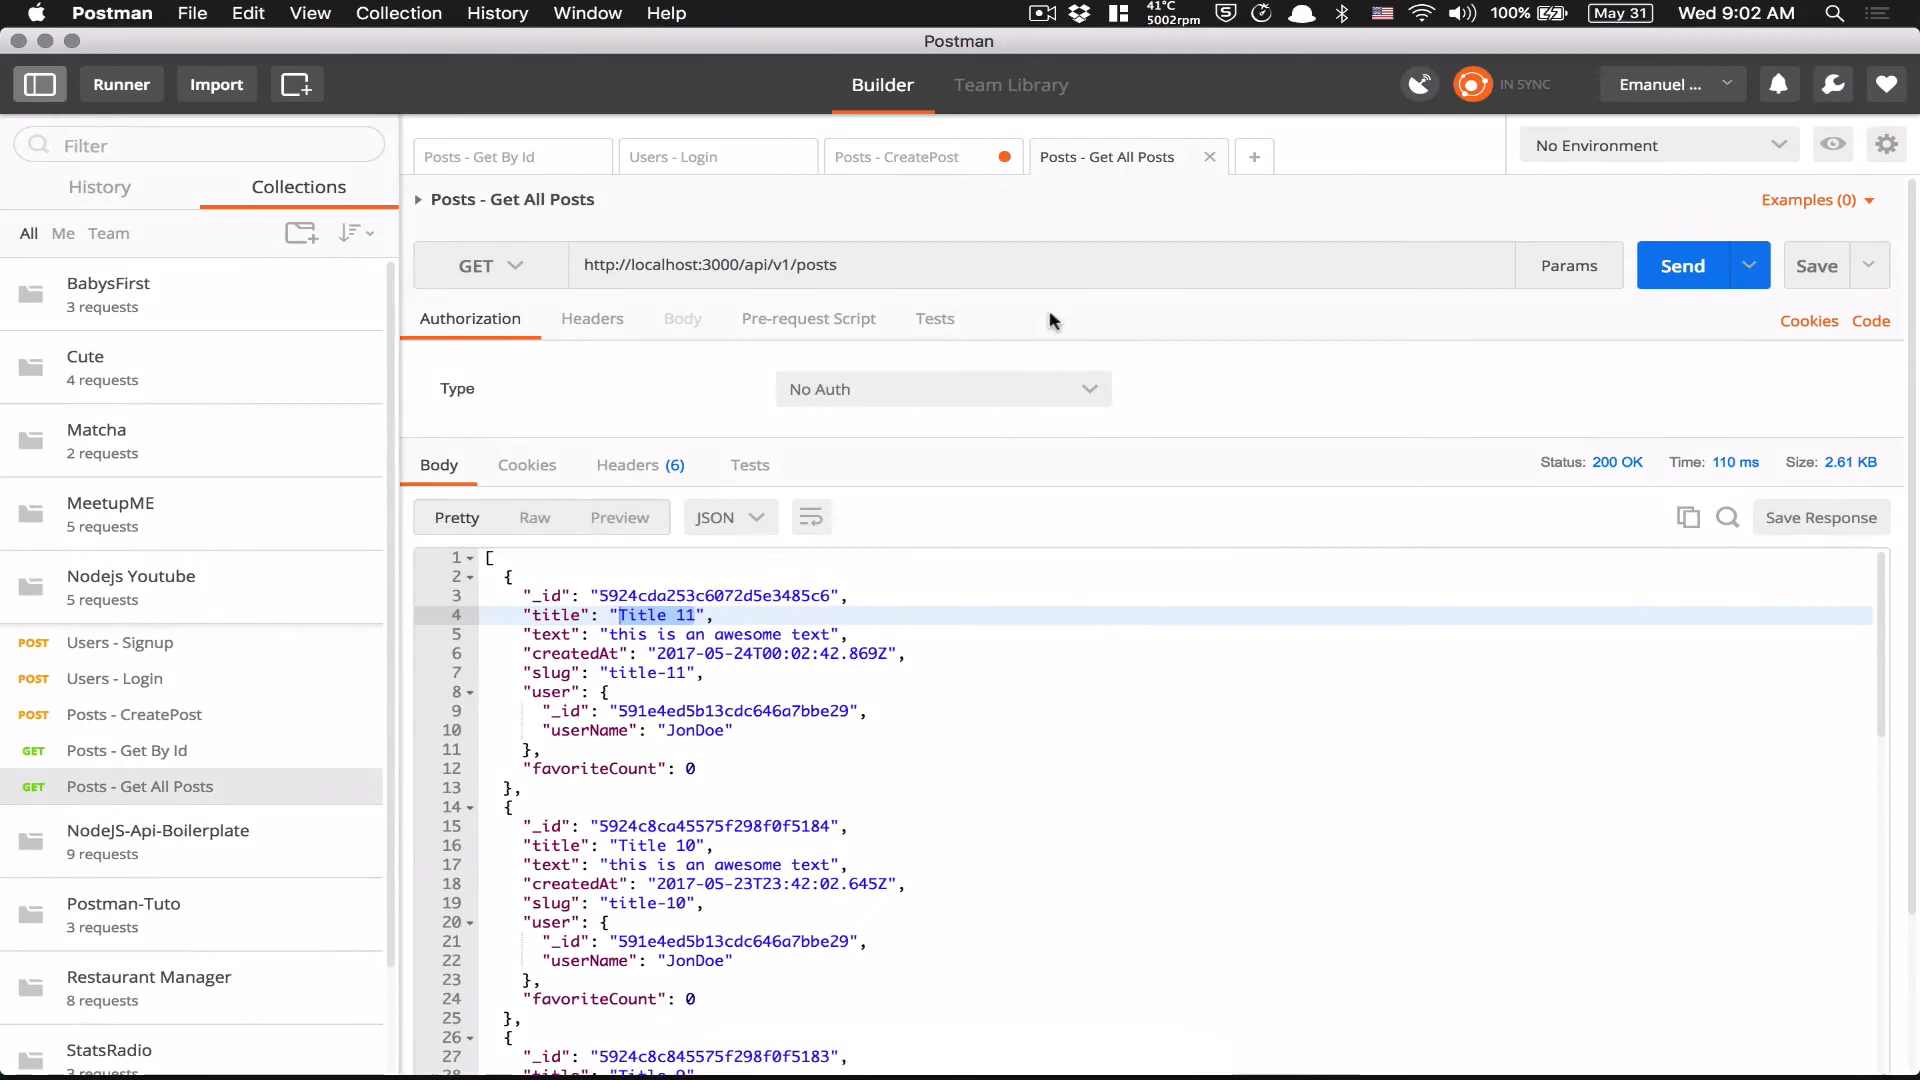 Postman File Edit View Collection History Window Help 41°C 5002rpm 100% May 31 Wed 9:02 AM
Postman
Runner Import Builder Team Library IN SYNC Emanuel ...
Filter
History Collections
All Me Team
BabysFirst
3 requests
Cute
4 requests
Matcha
2 requests
MeetupME
5 requests
Nodejs Youtube
5 requests
POST Users - Signup
POST Users - Login
POST Posts - CreatePost
GET Posts - Get By Id
GET Posts - Get All Posts
NodeJS-Api-Boilerplate
9 requests
Postman-Tuto
3 requests
Restaurant Manager
8 requests
StatsRadio
3 requests
Posts - Get By Id Users - Login Posts - CreatePost Posts - Get All Posts No Environment
Posts - Get All Posts Examples (0)
GET http://localhost:3000/api/v1/posts Params Send Save
Authorization Headers Body Pre-request Script Tests Cookies Code
Type No Auth
Body Cookies Headers (6) Tests Status: 200 OK Time: 110 ms Size: 2.61 KB
Pretty Raw Preview JSON Save Response
1 [
2 {
3 "_id": "5924cda253c6072d5e3485c6",
4 "title": "Title 11",
5 "text": "this is an awesome text",
6 "createdAt": "2017-05-24T00:02:42.869Z",
7 "slug": "title-11",
8 "user": {
9 "_id": "591e4ed5b13cdc646a7bbe29",
10 "userName": "JonDoe"
11 },
12 "favoriteCount": 0
13 },
14 {
15 "_id": "5924c8ca45575f298f0f5184",
16 "title": "Title 10",
17 "text": "this is an awesome text",
18 "createdAt": "2017-05-23T23:42:02.645Z",
19 "slug": "title-10",
20 "user": {
21 "_id": "591e4ed5b13cdc646a7bbe29",
22 "userName": "JonDoe"
23 },
24 "favoriteCount": 0
25 },
26 {
27 "_id": "5924c8c845575f298f0f5183",
28 "title": "Title 9"